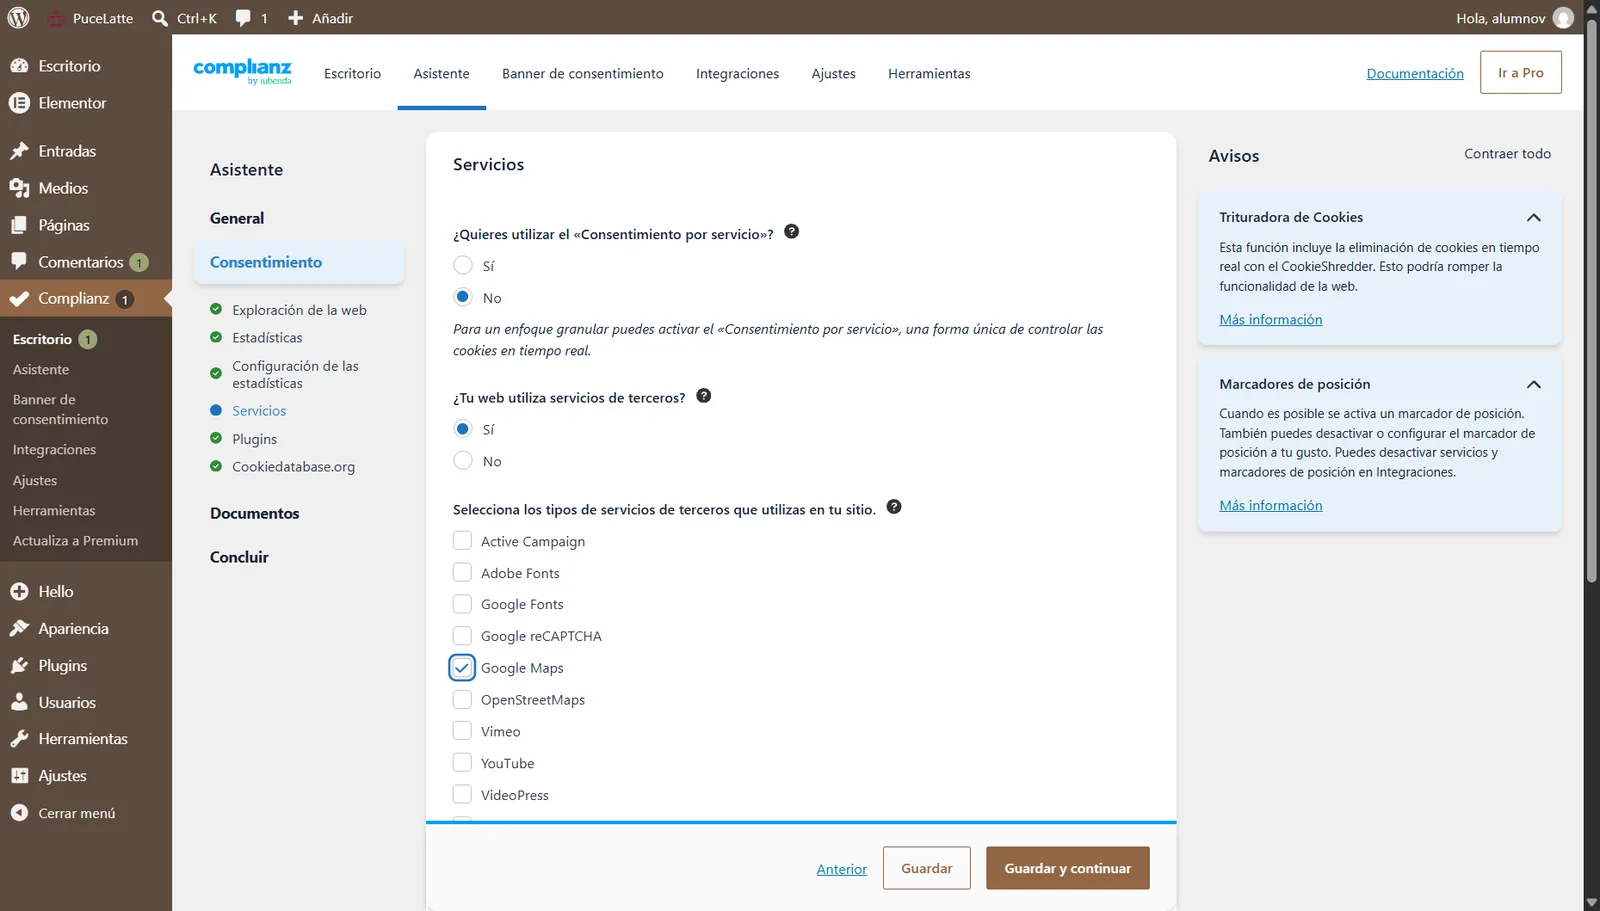 PuceLatte
Ctrl+K
1
Añadir
Hola, alumnov
Escritorio
Elementor
Entradas
Medios
Páginas
Comentarios 1
Complianz 1
Escritorio 1
Asistente
Banner de
consentimiento
Integraciones
Ajustes
Herramientas
Actualiza a Premium
Hello
Apariencia
Plugins
Usuarios
Herramientas
Ajustes
Cerrar menú
complianz
by iubenda
Escritorio
Asistente
Banner de consentimiento
Integraciones
Ajustes
Herramientas
Documentación
Ir a Pro
Asistente
General
Consentimiento
Exploración de la web
Estadísticas
Configuración de las
estadísticas
Servicios
Plugins
Cookiedatabase.org
Documentos
Concluir
Servicios
¿Quieres utilizar el «Consentimiento por servicio»? ?
Sí
No
Para un enfoque granular puedes activar el «Consentimiento por servicio», una forma única de controlar las
cookies en tiempo real.
¿Tu web utiliza servicios de terceros? ?
Sí
No
Selecciona los tipos de servicios de terceros que utilizas en tu sitio. ?
Active Campaign
Adobe Fonts
Google Fonts
Google reCAPTCHA
Google Maps
OpenStreetMaps
Vimeo
YouTube
VideoPress
Anterior
Guardar
Guardar y continuar
Avisos
Contraer todo
Trituradora de Cookies
Esta función incluye la eliminación de cookies en tiempo
real con el CookieShredder. Esto podría romper la
funcionalidad de la web.
Más información
Marcadores de posición
Cuando es posible se activa un marcador de posición.
También puedes desactivar o configurar el marcador de
posición a tu gusto. Puedes desactivar servicios y
marcadores de posición en Integraciones.
Más información